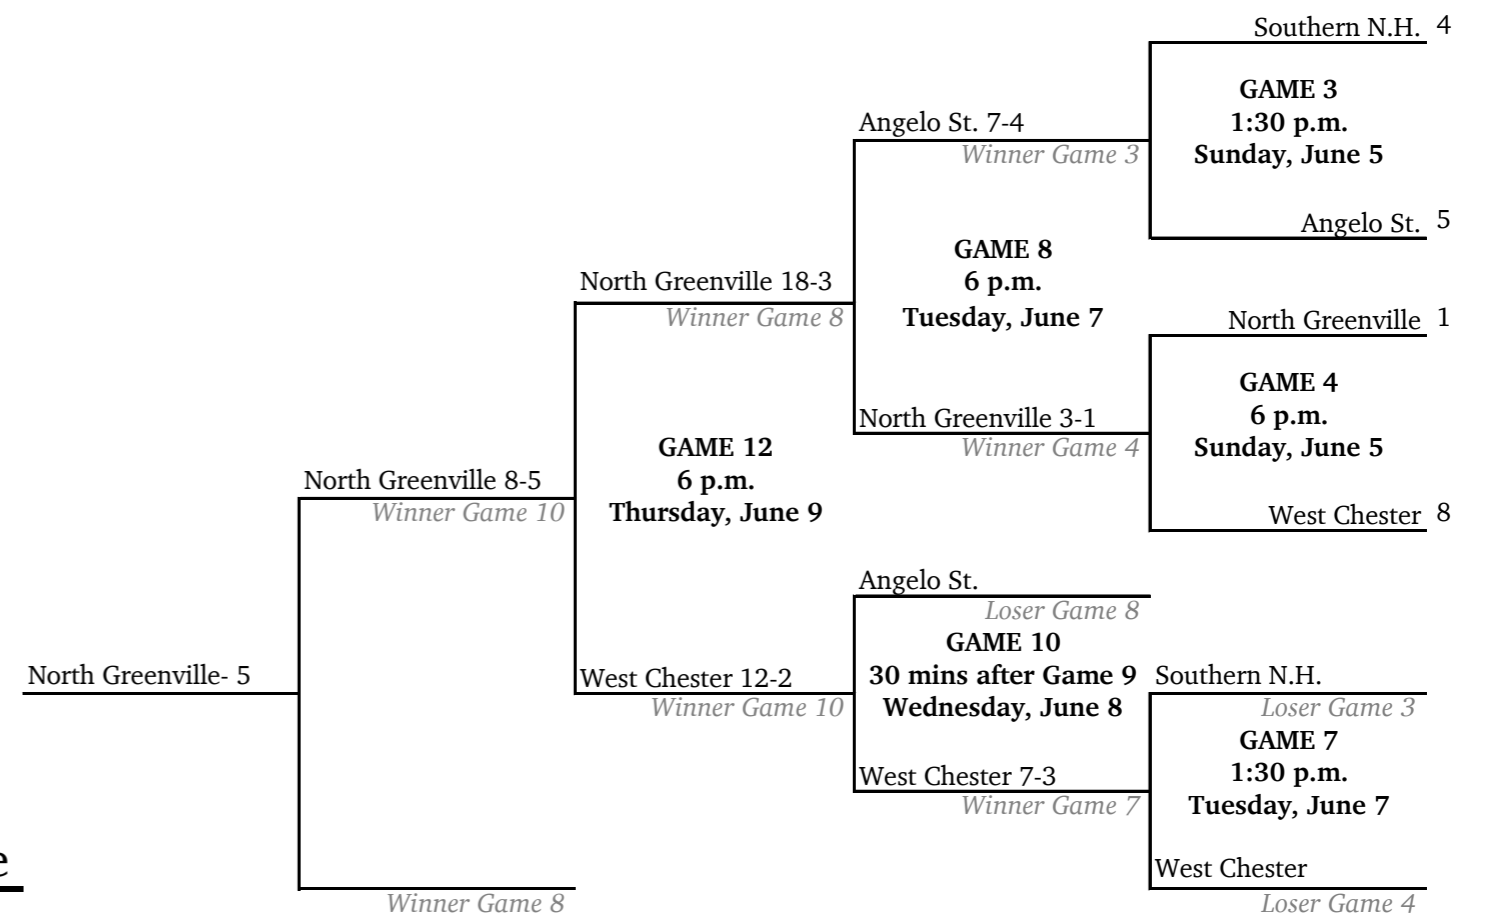 Southern N.H. 4
GAME 3
1:30 p.m.
Sunday, June 5
Angelo St. 5
Angelo St. 7-4
Winner Game 3
GAME 8
6 p.m.
Tuesday, June 7
North Greenville 1
GAME 4
6 p.m.
Sunday, June 5
West Chester 8
North Greenville 3-1
Winner Game 4
North Greenville 18-3
Winner Game 8
GAME 12
6 p.m.
Thursday, June 9
North Greenville 8-5
Winner Game 10
Angelo St.
Loser Game 8
GAME 10
30 mins after Game 9
Wednesday, June 8
West Chester 12-2
Winner Game 10
West Chester 7-3
Winner Game 7
Southern N.H.
Loser Game 3
GAME 7
1:30 p.m.
Tuesday, June 7
West Chester
Loser Game 4
North Greenville- 5
e
Winner Game 8